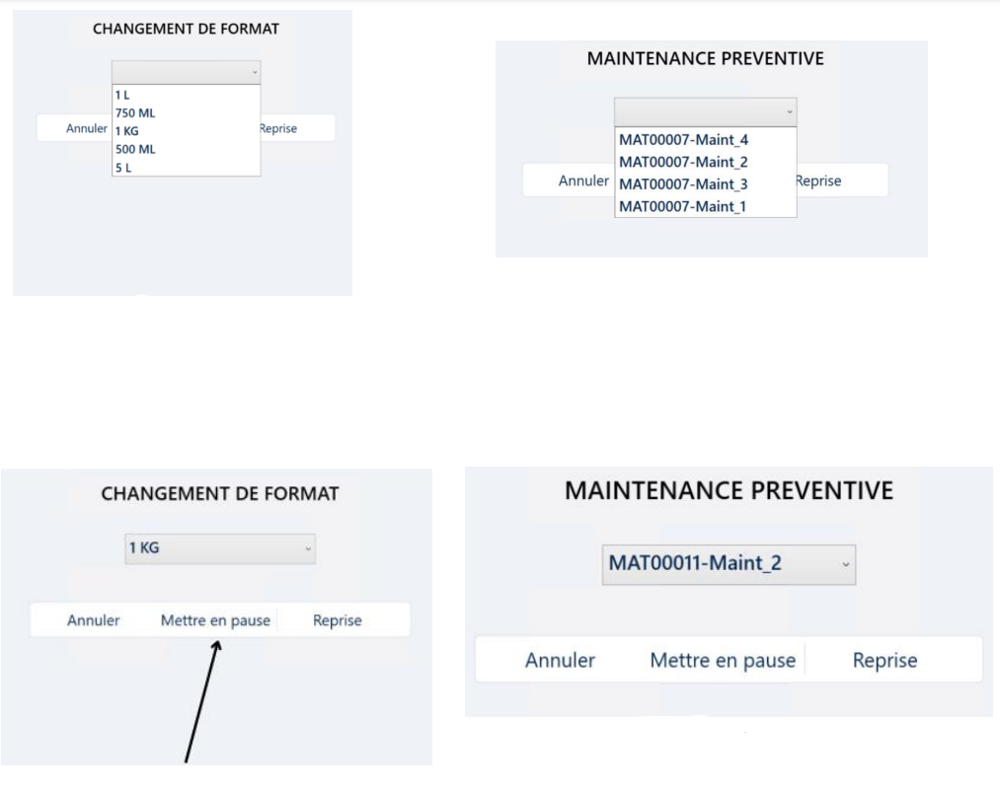 CHANGEMENT DE FORMAT
1 L
750 ML
Annuler 1 KG Reprise
500 ML
5 L
MAINTENANCE PREVENTIVE
MAT00007-Maint_4
MAT00007-Maint_2
Annuler MAT00007-Maint_3 Reprise
MAT00007-Maint_1
CHANGEMENT DE FORMAT
1 KG
Annuler Mettre en pause Reprise
MAINTENANCE PREVENTIVE
MAT00011-Maint_2
Annuler Mettre en pause Reprise